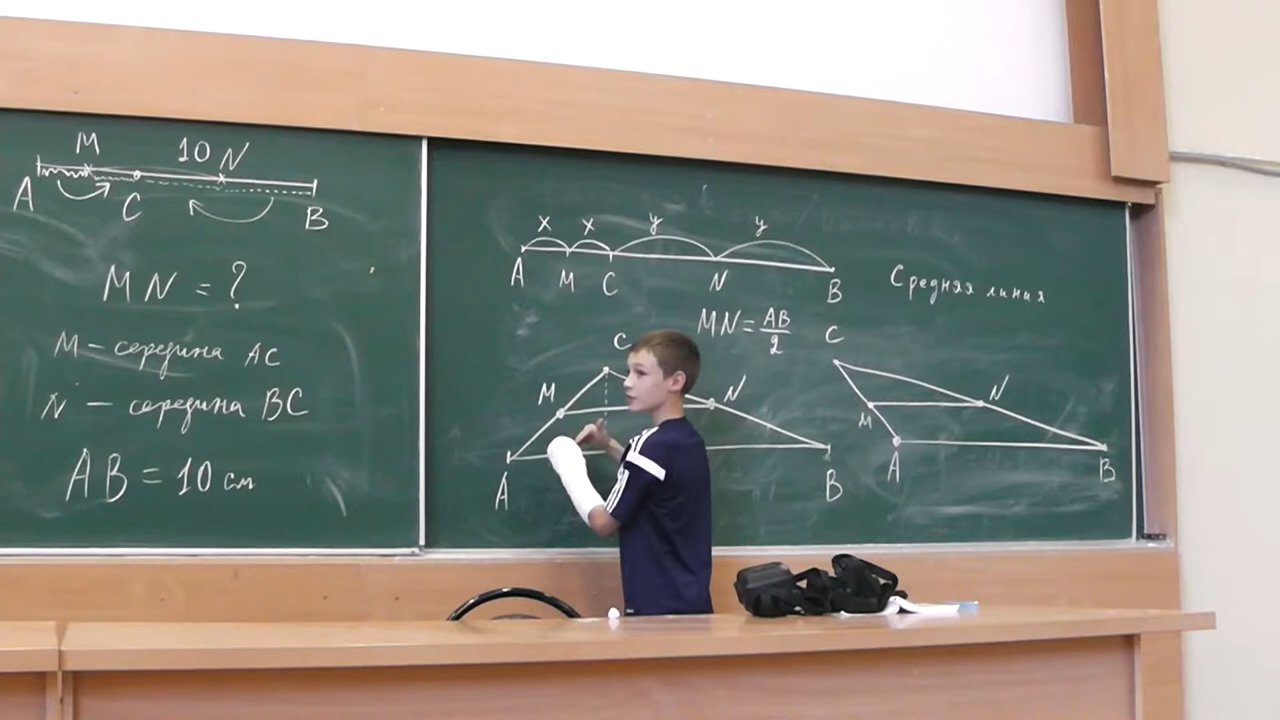 M 10 N
A C B
MN = ?
M – середина AC
N – середина BC
AB = 10 см
x x y y
A M C N B
Средняя линия
MN = AB/2
C
M N
A B
C
N
M
A B